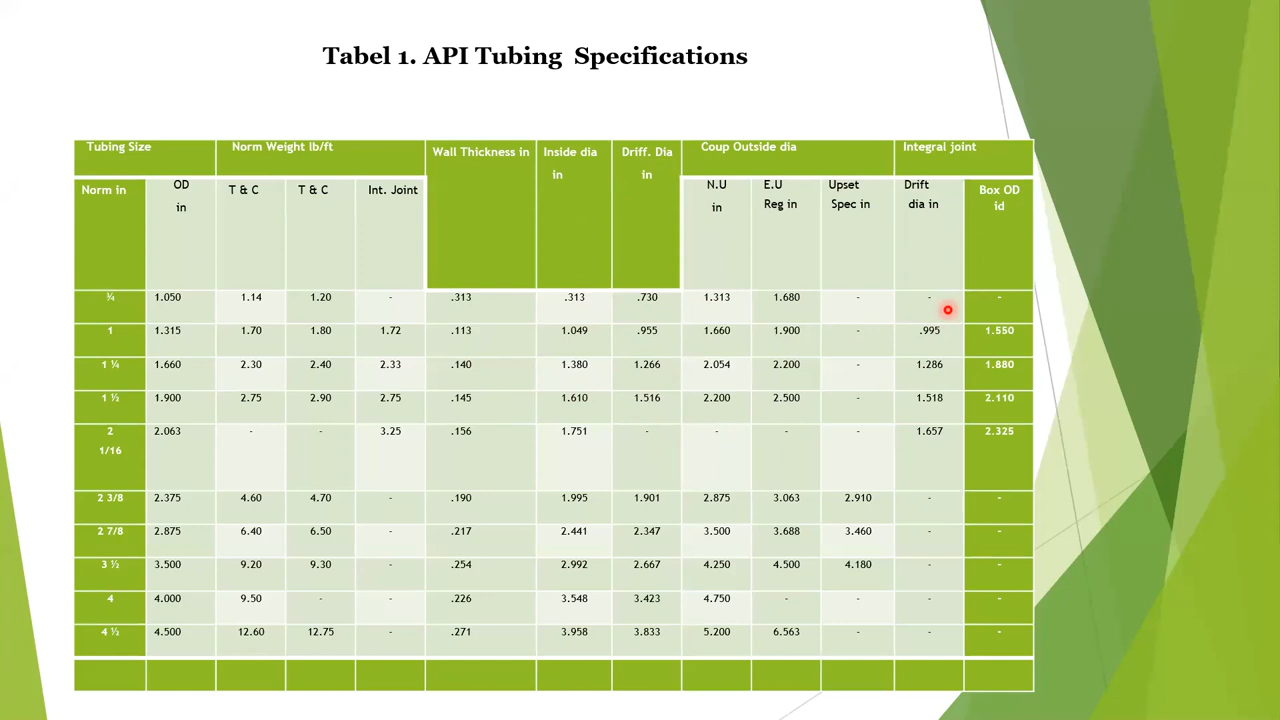 Tabel 1. API Tubing Specifications
Tubing Size Norm Weight lb/ft Wall Thickness in Inside dia in Driff. Dia in Coup Outside dia Integral joint
Norm in OD in T & C T & C Int. Joint N.U in E.U Reg in Upset Spec in Drift dia in Box OD id
¾ 1.050 1.14 1.20 - .313 .313 .730 1.313 1.680 - - -
1 1.315 1.70 1.80 1.72 .113 1.049 .955 1.660 1.900 - .995 1.550
1 ¼ 1.660 2.30 2.40 2.33 .140 1.380 1.266 2.054 2.200 - 1.286 1.880
1 ½ 1.900 2.75 2.90 2.75 .145 1.610 1.516 2.200 2.500 - 1.518 2.110
2 1/16 2.063 - - 3.25 .156 1.751 - - - - 1.657 2.325
2 3/8 2.375 4.60 4.70 - .190 1.995 1.901 2.875 3.063 2.910 - -
2 7/8 2.875 6.40 6.50 - .217 2.441 2.347 3.500 3.688 3.460 - -
3 ½ 3.500 9.20 9.30 - .254 2.992 2.667 4.250 4.500 4.180 - -
4 4.000 9.50 - - .226 3.548 3.423 4.750 - - - -
4 ½ 4.500 12.60 12.75 - .271 3.958 3.833 5.200 6.563 - - -